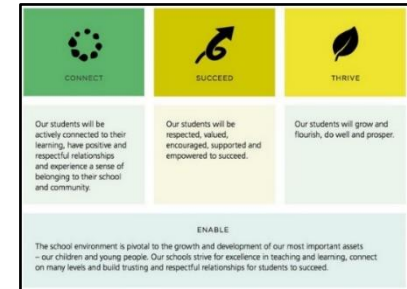 CONNECT
SUCCEED
THRIVE
Our students will be
actively connected to their
learning, have positive and
respectful relationships
and experience a sense of
belonging to their school
and community.
Our students will be
respected, valued,
encouraged, supported and
empowered to succeed.
Our students will grow and
flourish, do well and prosper.
ENABLE
The school environment is pivotal to the growth and development of our most important assets
– our children and young people. Our schools strive for excellence in teaching and learning, connect
on many levels and build trusting and respectful relationships for students to succeed.